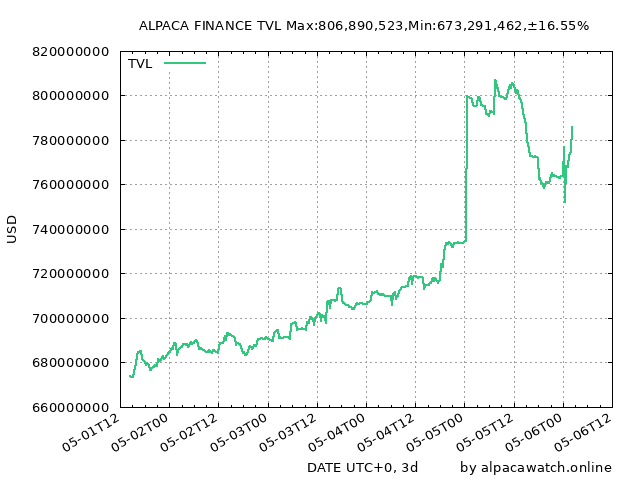 ALPACA FINANCE TVL Max:806,890,523,Min:673,291,462,±16.55%
820000000
TVL
800000000
780000000
760000000
740000000
USD
720000000
700000000
680000000
660000000
05-01T12
05-02T00
05-02T12
05-03T00
05-03T12
05-04T00
05-04T12
05-05T00
05-05T12
05-06T00
05-06T12
DATE UTC+0, 3d
by alpacawatch.online